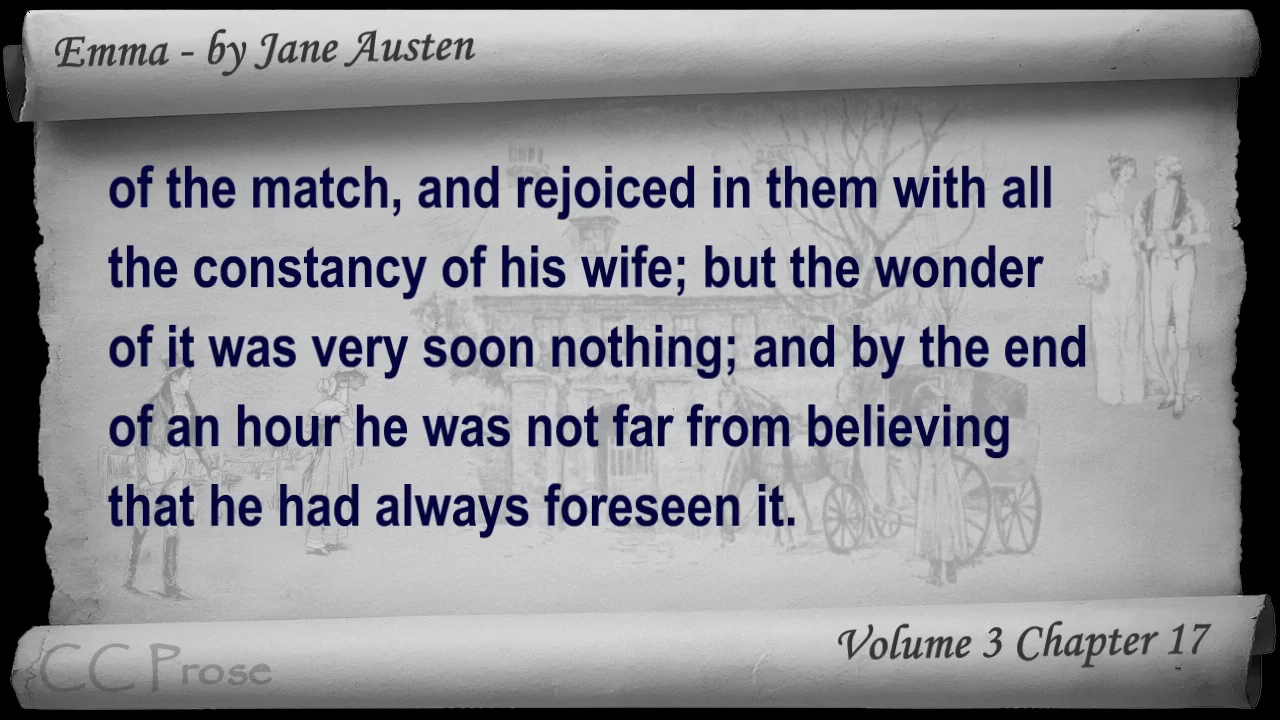 Emma - by Jane Austen
of the match, and rejoiced in them with all
the constancy of his wife; but the wonder
of it was very soon nothing; and by the end
of an hour he was not far from believing
that he had always foreseen it.
Volume 3 Chapter 17
CC Prose